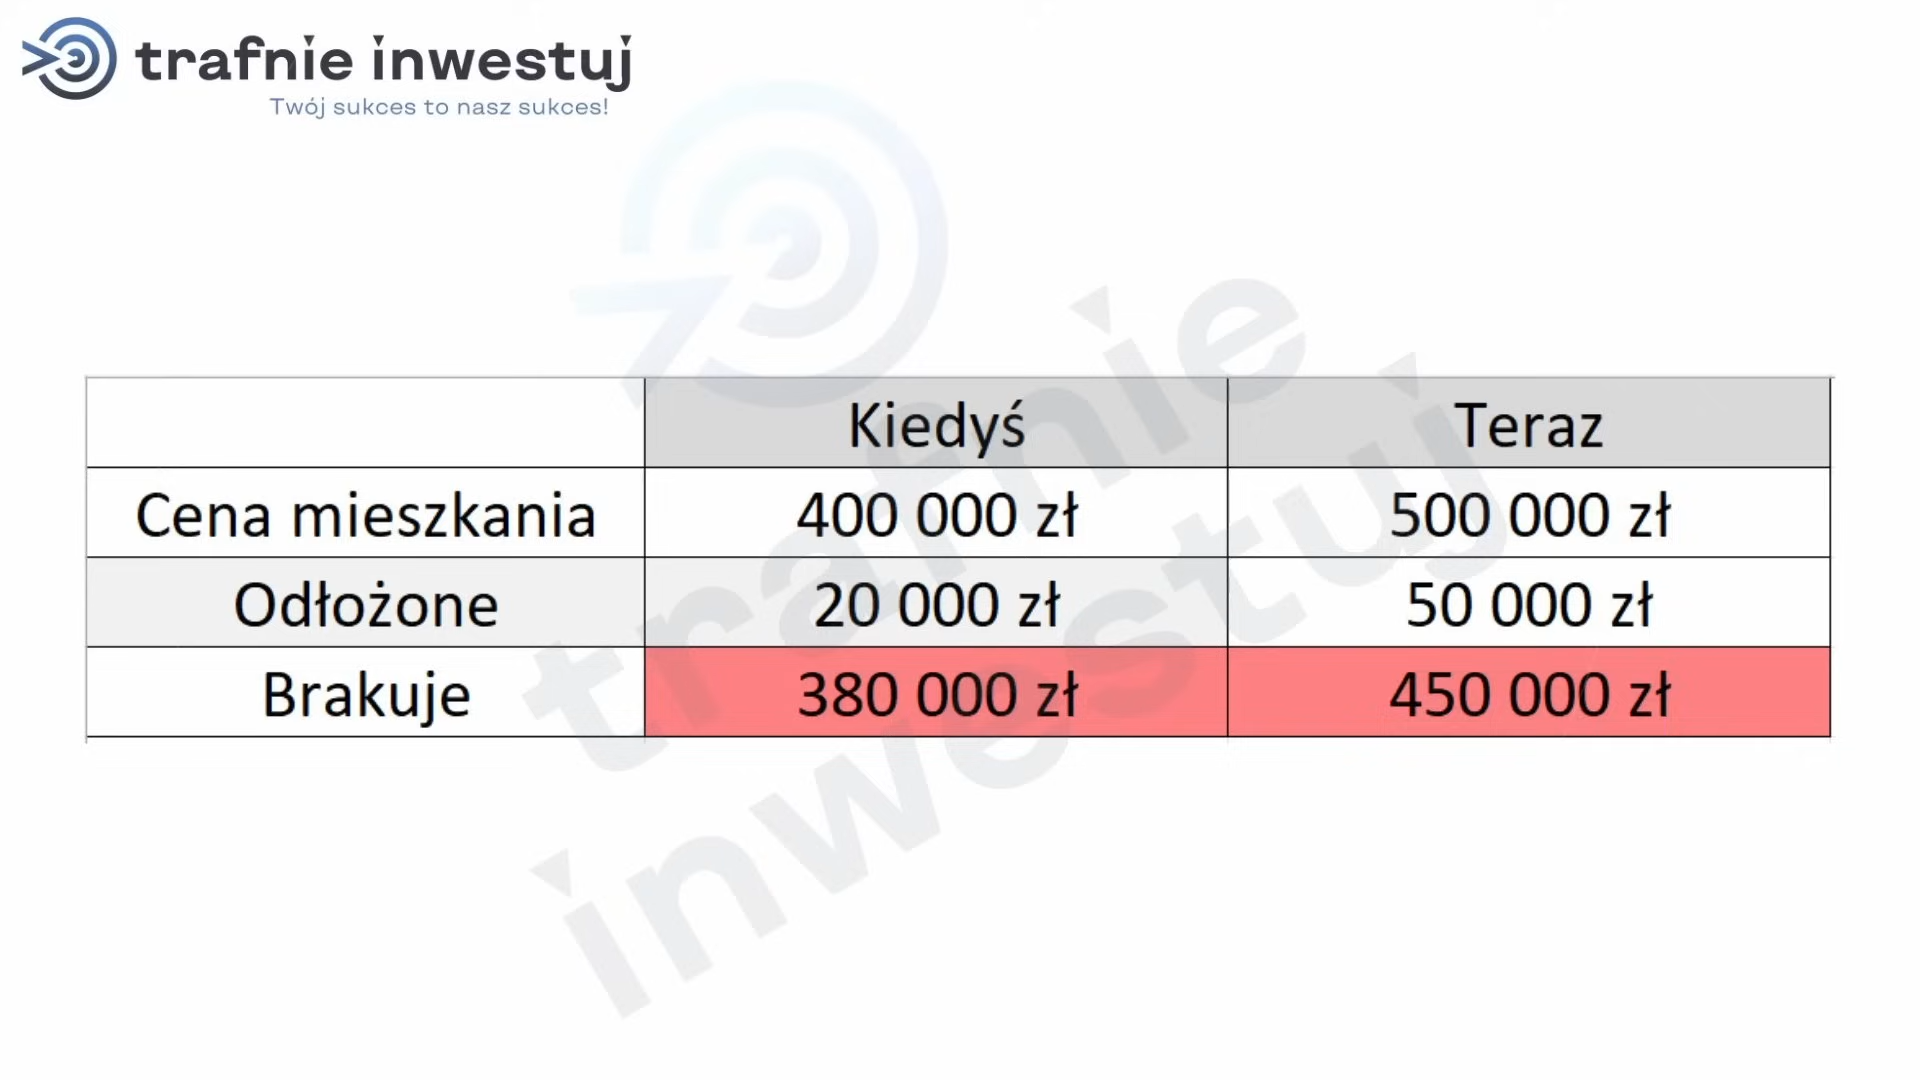 trafnie inwestuj
Twój sukces to nasz sukces!
Kiedyś Teraz
Cena mieszkania 400 000 zł 500 000 zł
Odłożone 20 000 zł 50 000 zł
Brakuje 380 000 zł 450 000 zł
trafnie
inwestuj